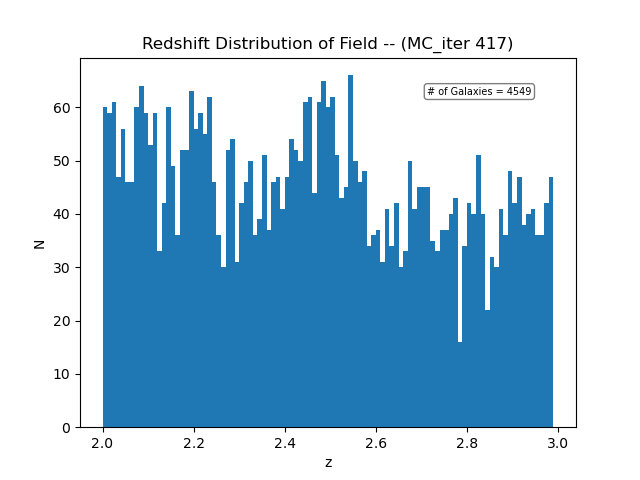 Redshift Distribution of Field -- (MC_iter 417)
# of Galaxies = 4549
N
60
50
40
30
20
10
0
2.0 2.2 2.4 2.6 2.8 3.0
z